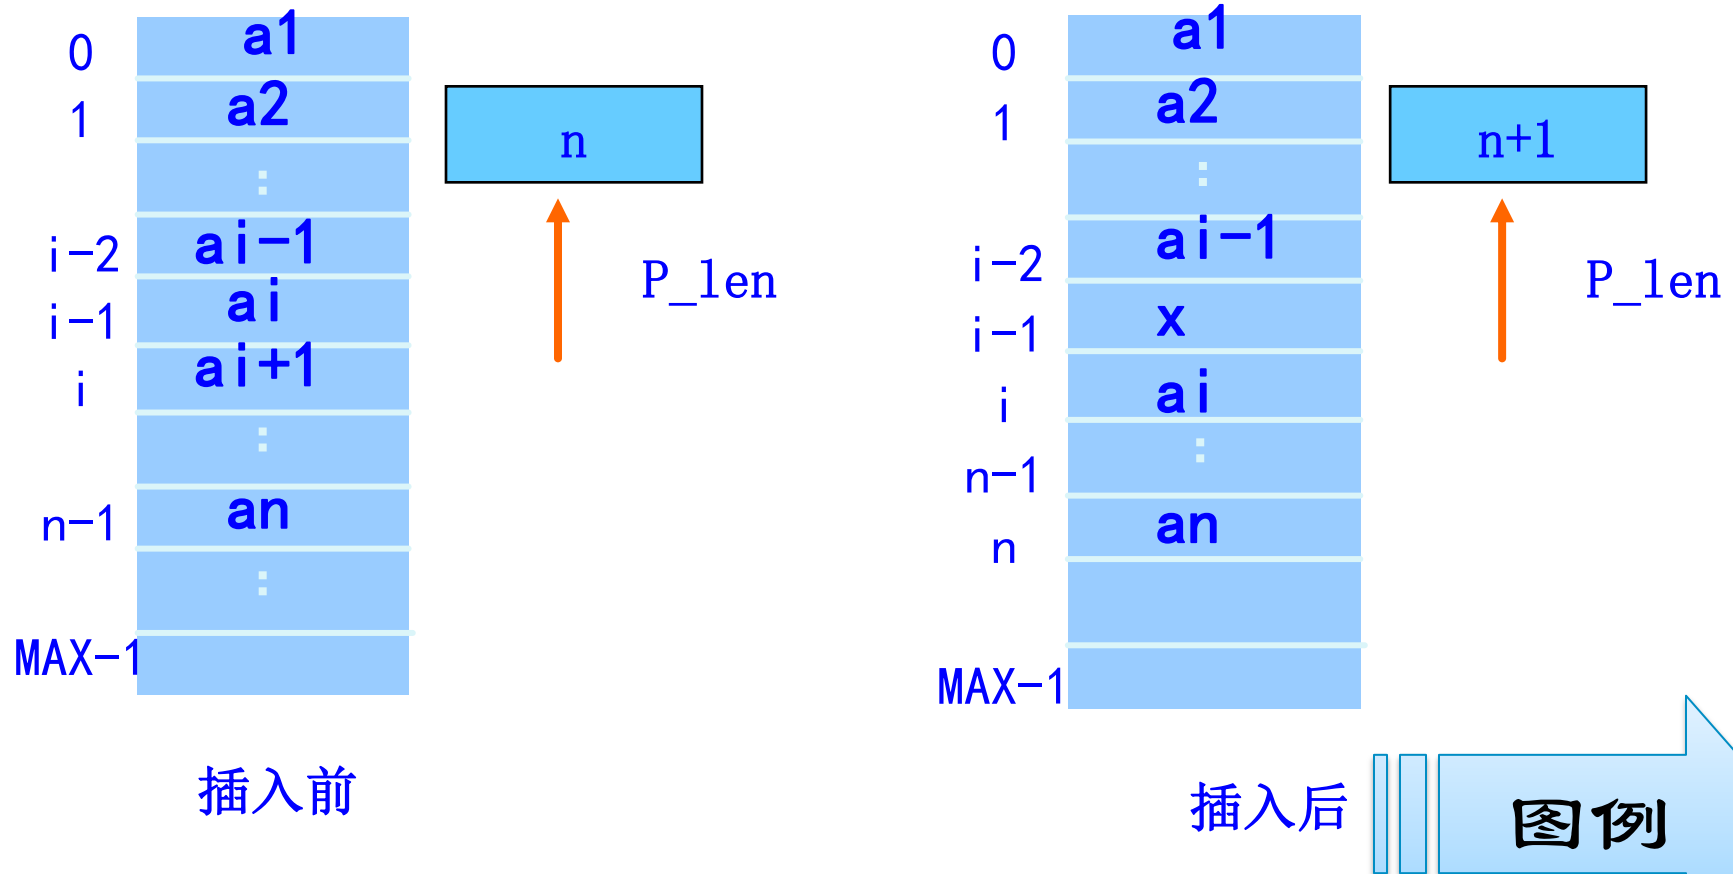 0 a1
1 a2
⋮
i-2 ai-1
i-1 ai
i ai+1
⋮
n-1 an
⋮
MAX-1
n
P_len
插入前
0 a1
1 a2
⋮
i-2 ai-1
i-1 x
i ai
⋮
n-1
n an
MAX-1
n+1
P_len
插入后
图例